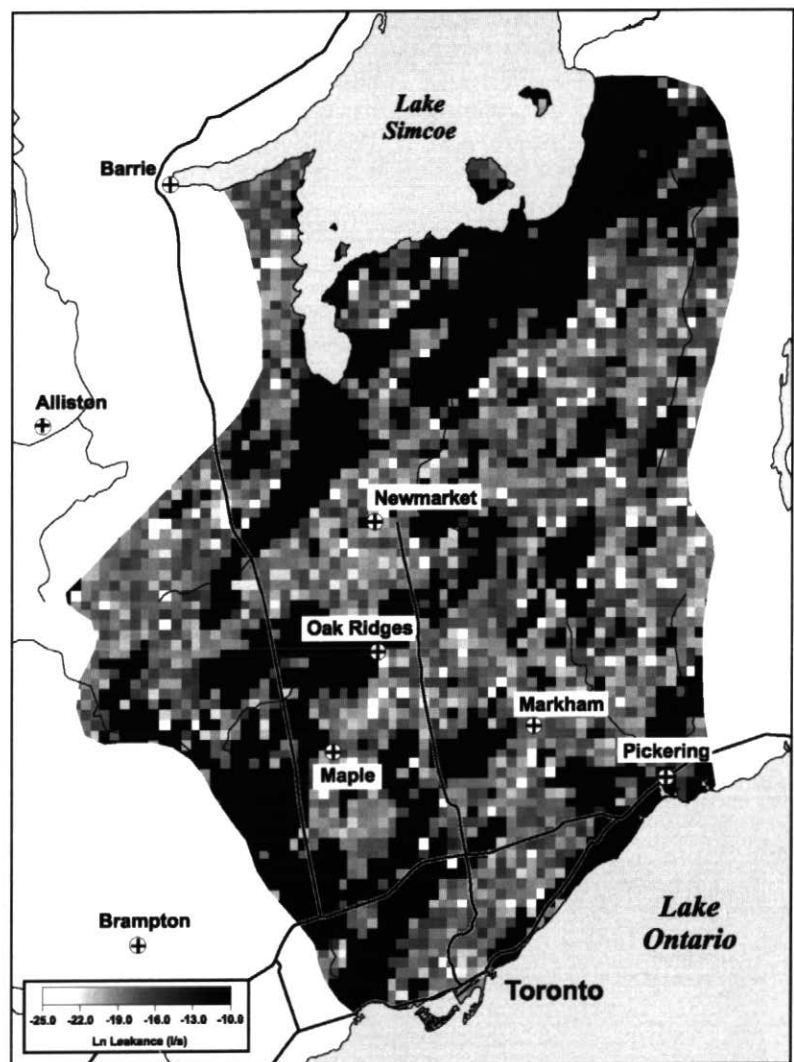 Lake
Simcoe
Barrie
Alliston
Newmarket
Oak Ridges
Markham
Pickering
Maple
Brampton
Lake
Ontario
Toronto
-25.0 -22.0 -19.0 -16.0 -13.0 -10.0
Ln Leakance (l/s)